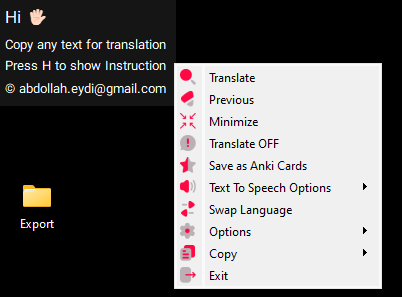 Hi 🖐🏻
Copy any text for translation
Press H to show Instruction
© abdollah.eydi@gmail.com
Translate
Previous
Minimize
Translate OFF
Save as Anki Cards
Text To Speech Options
Swap Language
Options
Copy
Exit
Export